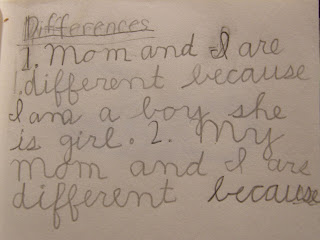 Differences
1. Mom and I are
1. different because
I am a boy she
is girl. 2. My
mom and I are
different because